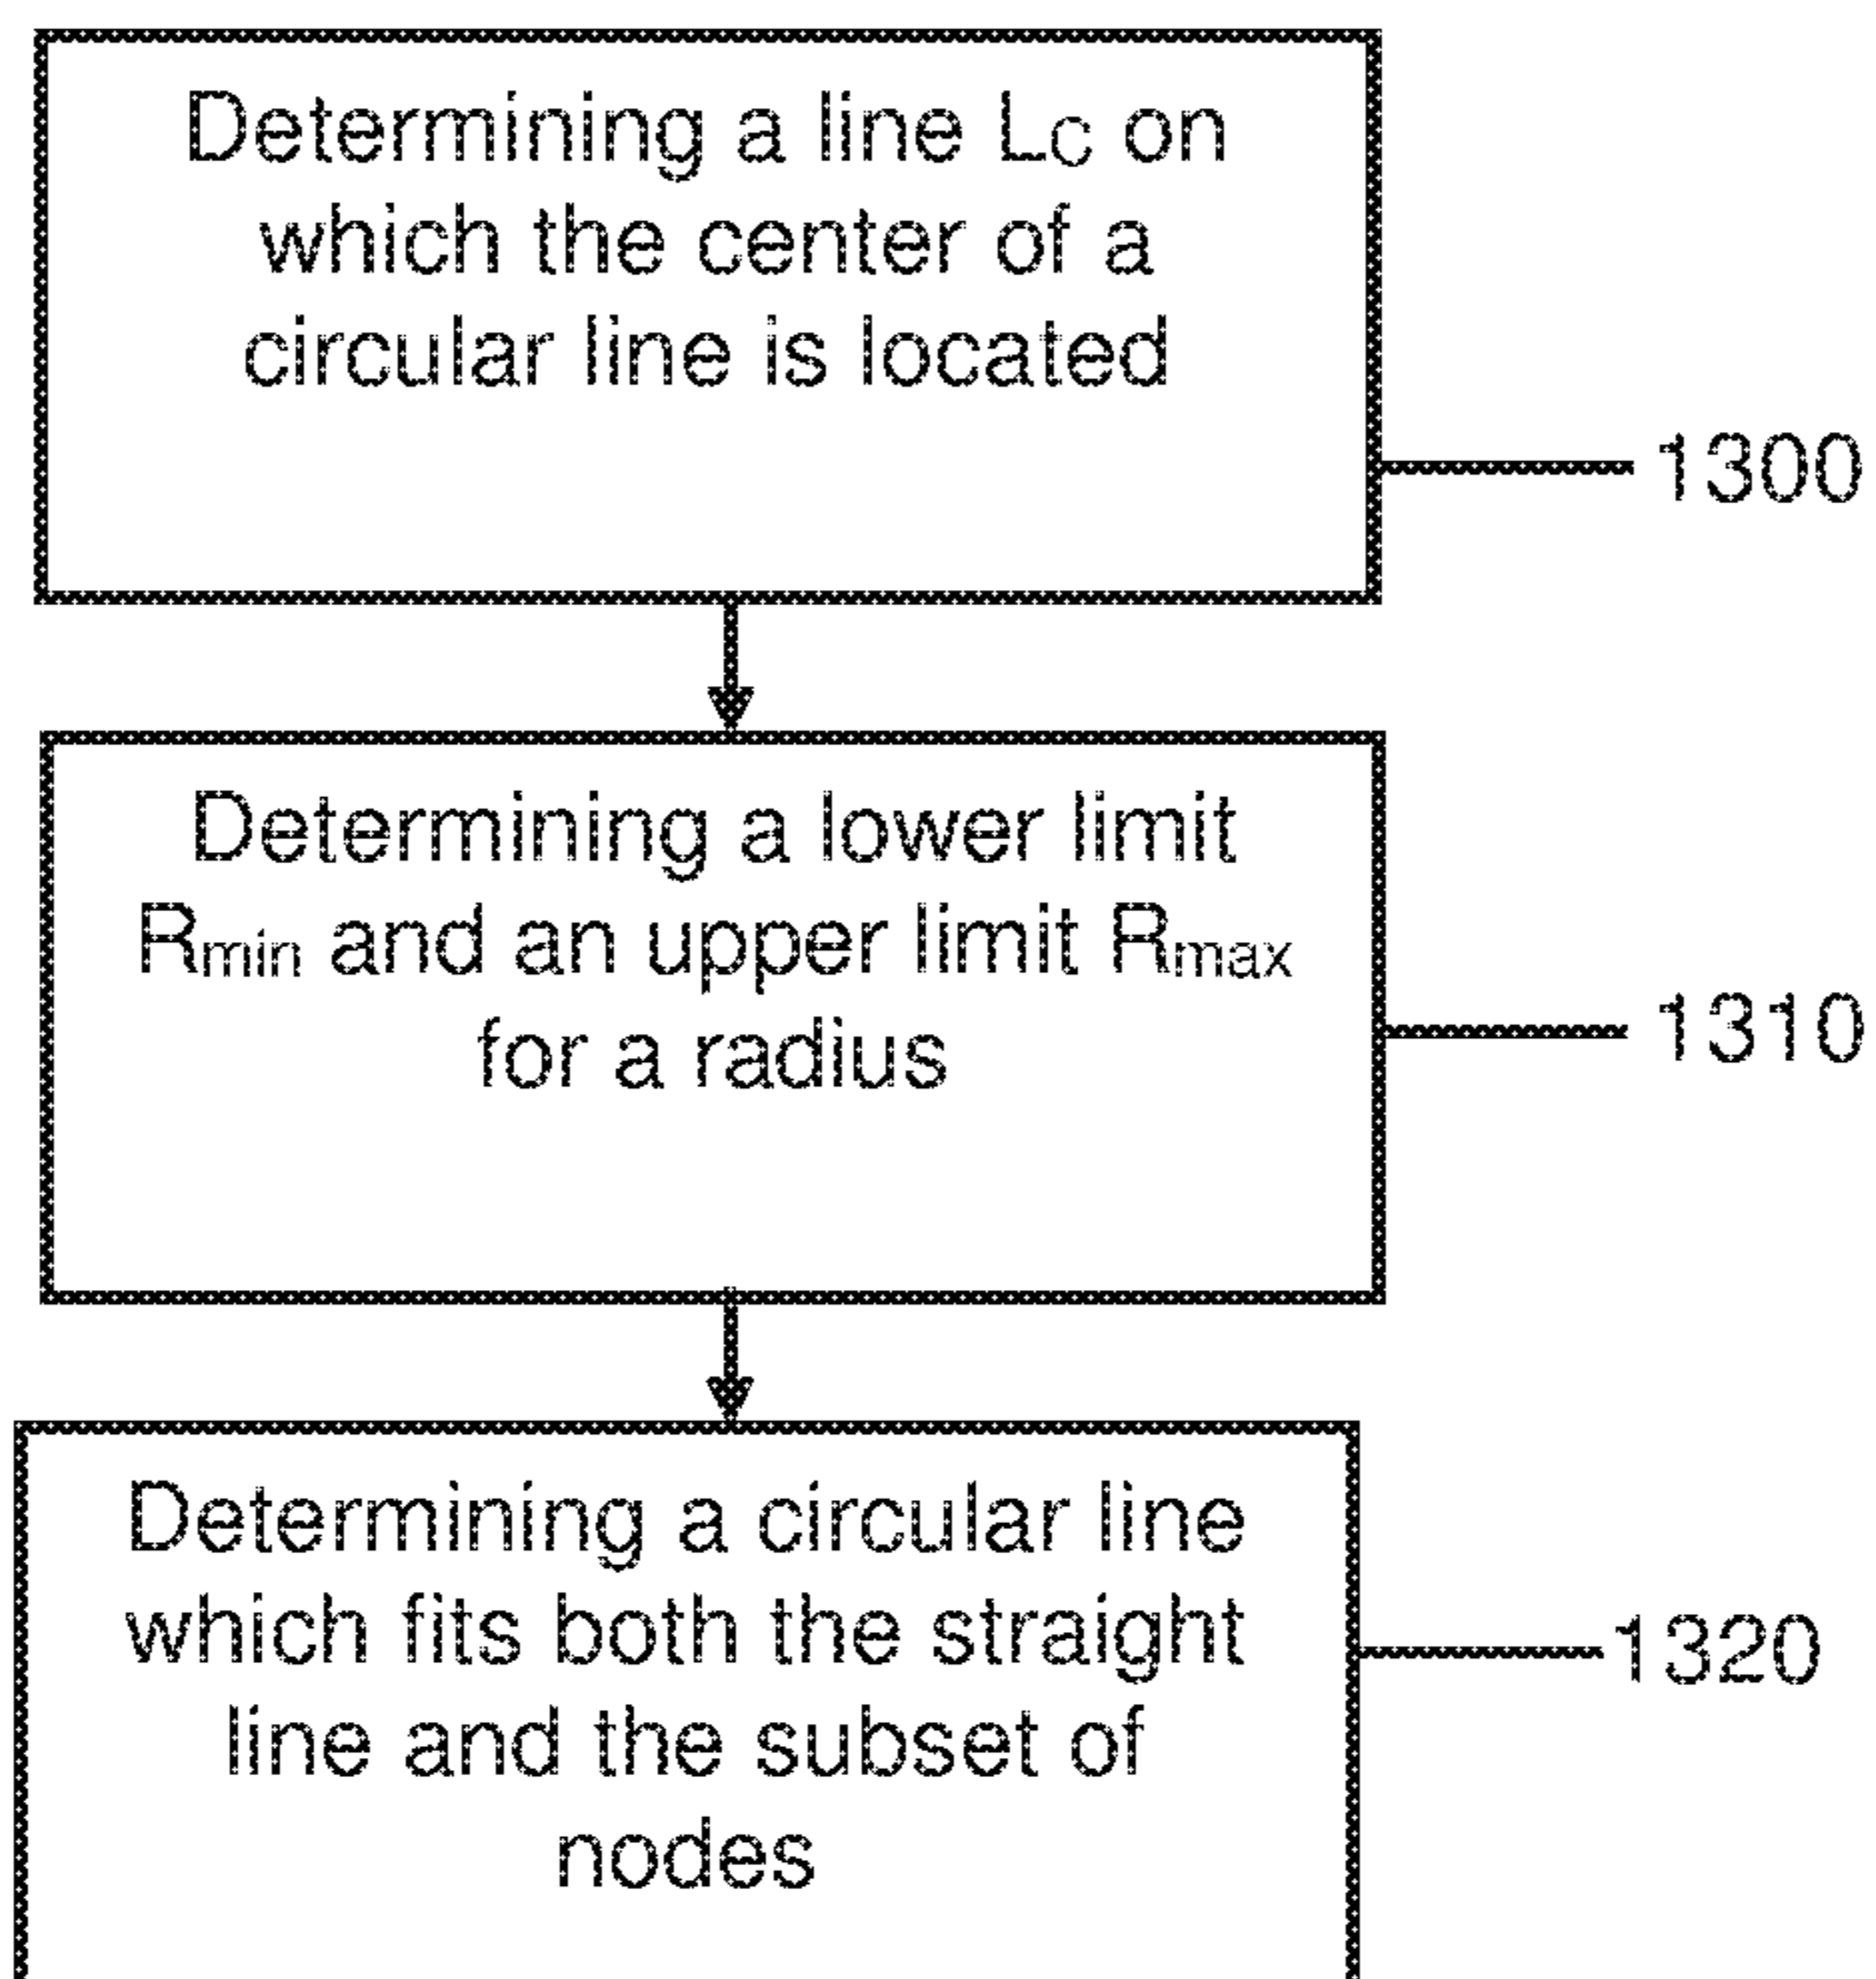 Determining a line LC on
which the center of a
circular line is located
1300
Determining a lower limit
Rmin and an upper limit Rmax
for a radius
1310
Determining a circular line
which fits both the straight
line and the subset of
nodes
1320